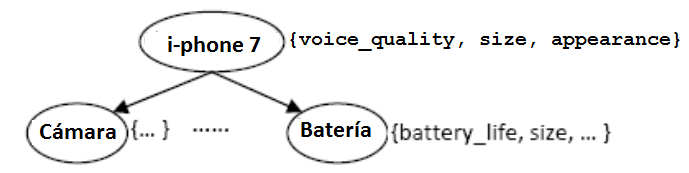 i-phone 7 {voice_quality, size, appearance}
Cámara {... } ...... Batería {battery_life, size, ... }